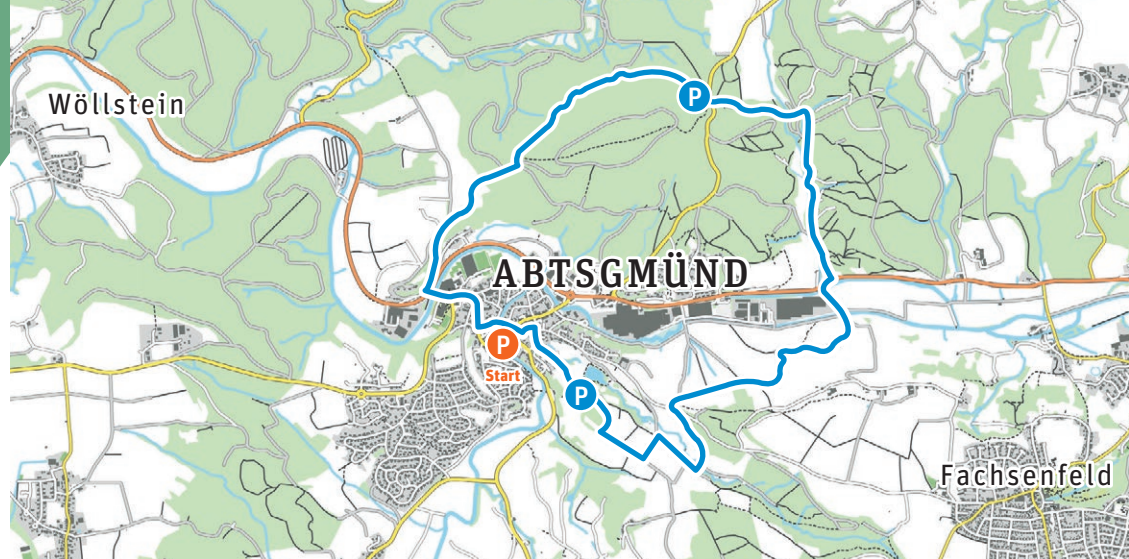 Wöllstein
P
ABTSGMÜND
P
Start
P
Fachsenfeld